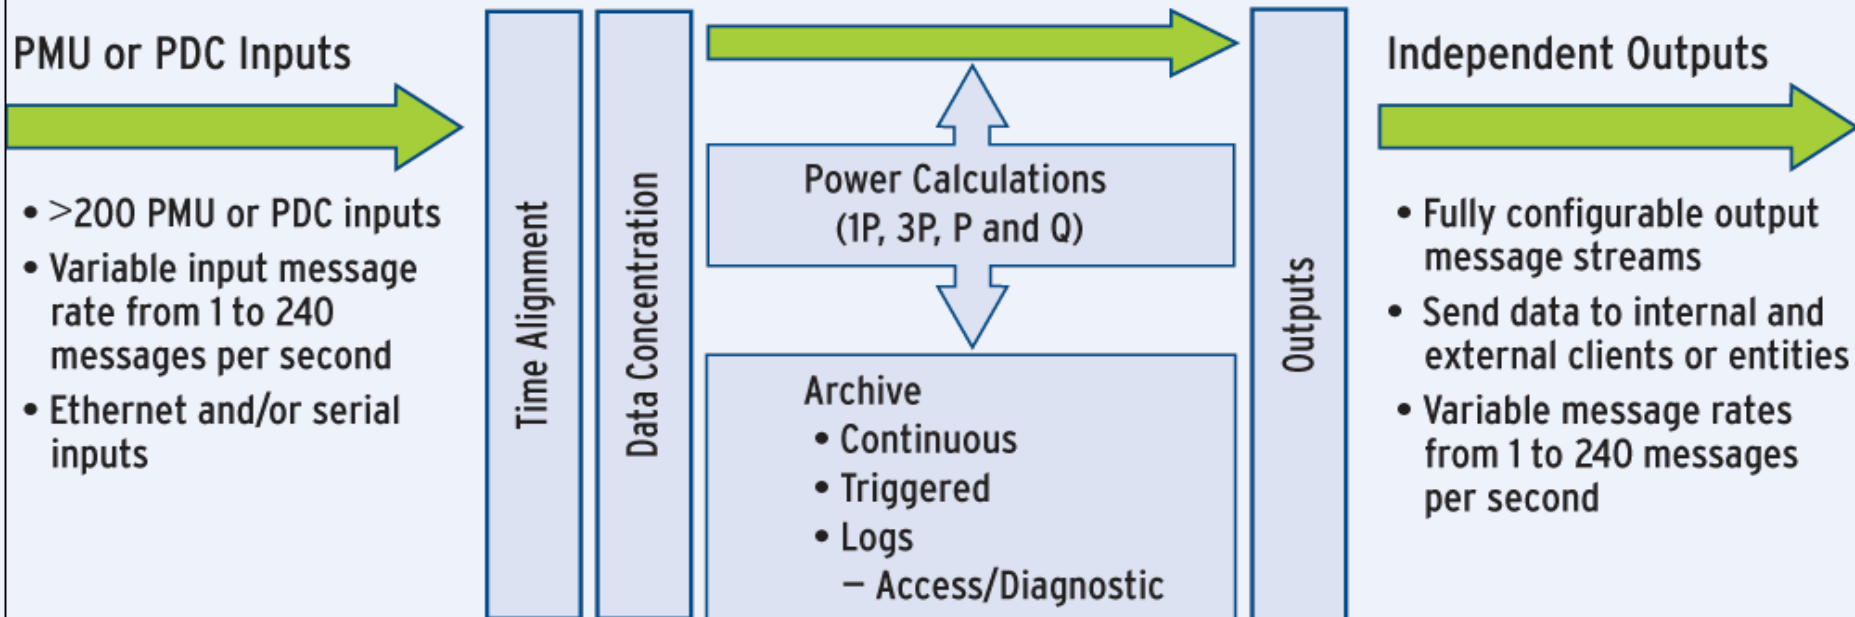 PMU or PDC Inputs
• >200 PMU or PDC inputs
• Variable input message
rate from 1 to 240
messages per second
• Ethernet and/or serial
inputs
Time Alignment
Data Concentration
Power Calculations
(1P, 3P, P and Q)
Archive
• Continuous
• Triggered
• Logs
– Access/Diagnostic
Outputs
Independent Outputs
• Fully configurable output
message streams
• Send data to internal and
external clients or entities
• Variable message rates
from 1 to 240 messages
per second